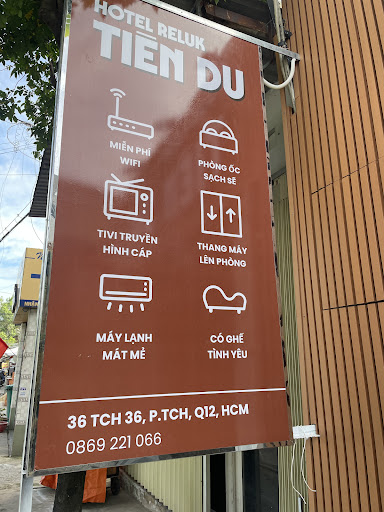 HOTEL RELUK
TIẾN DU
MIỄN PHÍ
WIFI
PHÒNG ỐC
SẠCH SẼ
TIVI TRUYỀN
HÌNH CÁP
THANG MÁY
LÊN PHÒNG
MÁY LẠNH
MÁT MẺ
CÓ GHẾ
TÌNH YÊU
36 TCH 36, P.TCH, Q12, HCM
0869 221 066